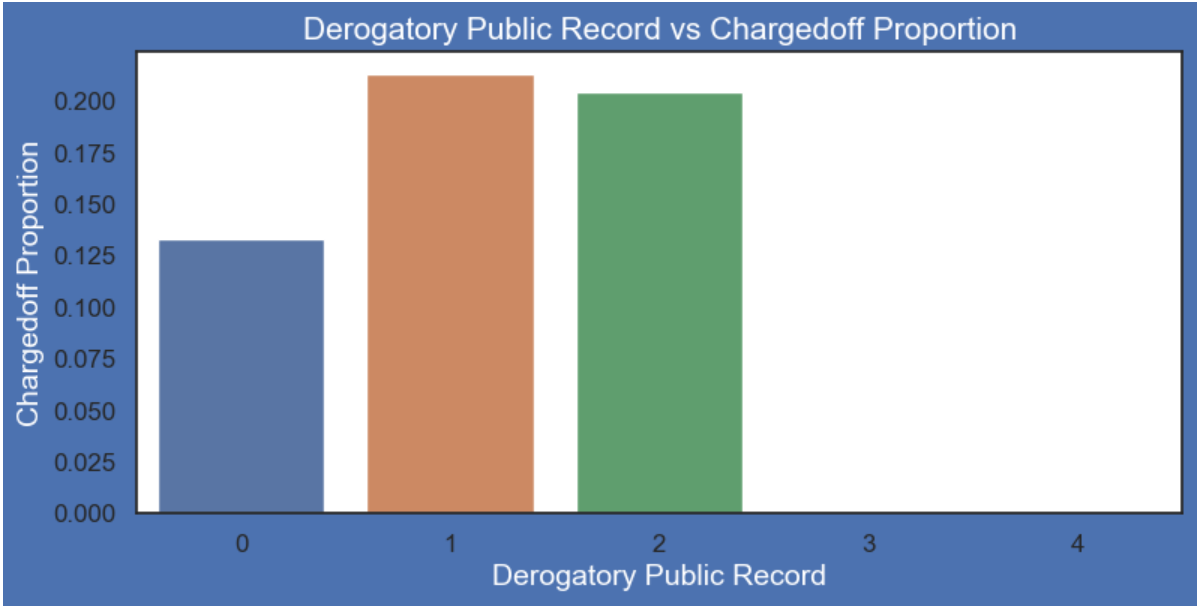 Derogatory Public Record vs Chargedoff Proportion
Chargedoff Proportion
0.200
0.175
0.150
0.125
0.100
0.075
0.050
0.025
0.000
0 1 2 3 4
Derogatory Public Record